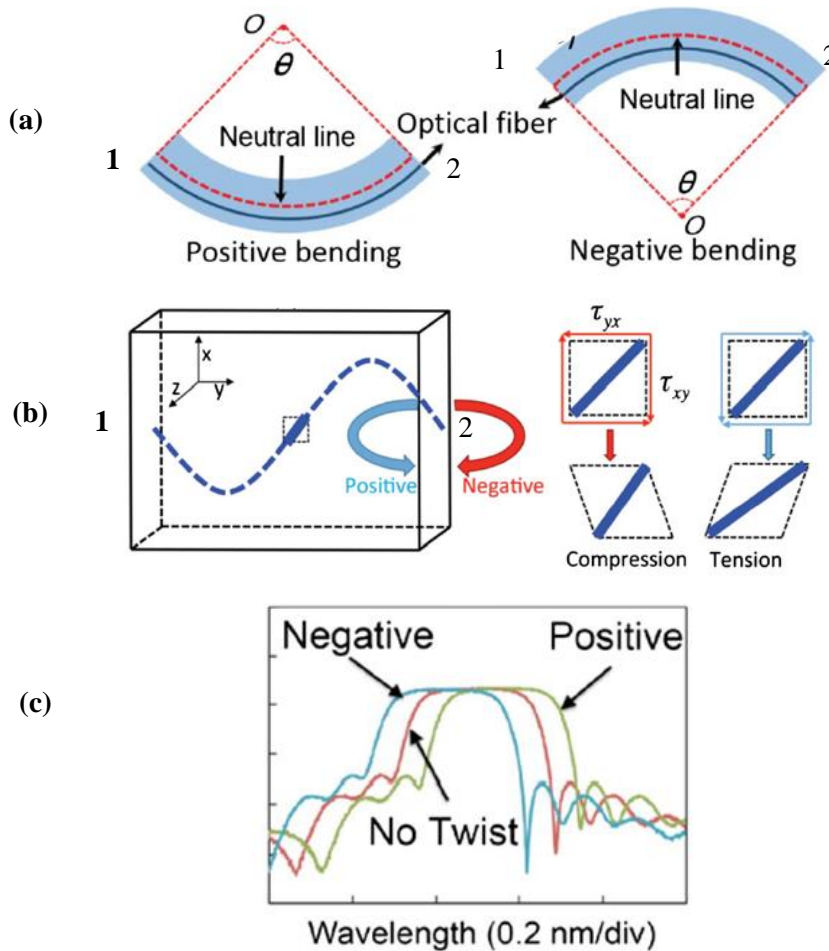 O
θ
Neutral line
(a)
Optical fiber
1
2
Positive bending
1
2
Neutral line
θ
O
Negative bending
(b)
1
x
z
y
2
Positive
Negative
τyx
τxy
Compression
Tension
(c)
Negative
Positive
No Twist
Wavelength (0.2 nm/div)